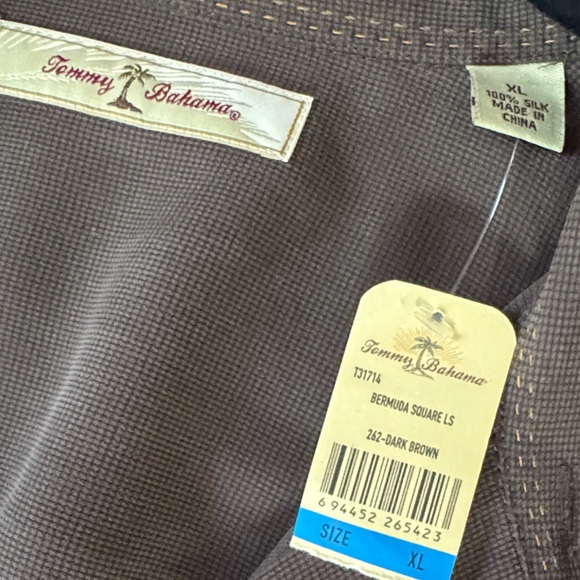 Tommy Bahama®
XL
100% SILK
MADE IN
CHINA
Tommy Bahama
T31714
BERMUDA SQUARE LS
262-DARK BROWN
6 94452 265423
SIZE XL